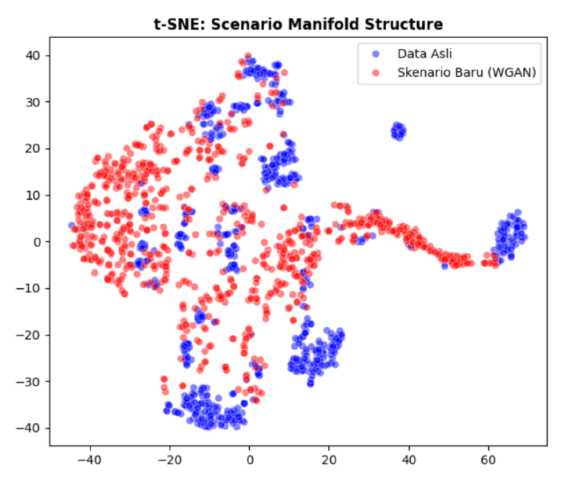 t-SNE: Scenario Manifold Structure
Data Asli
Skenario Baru (WGAN)
40
30
20
10
0
−10
−20
−30
−40
−40 −20 0 20 40 60